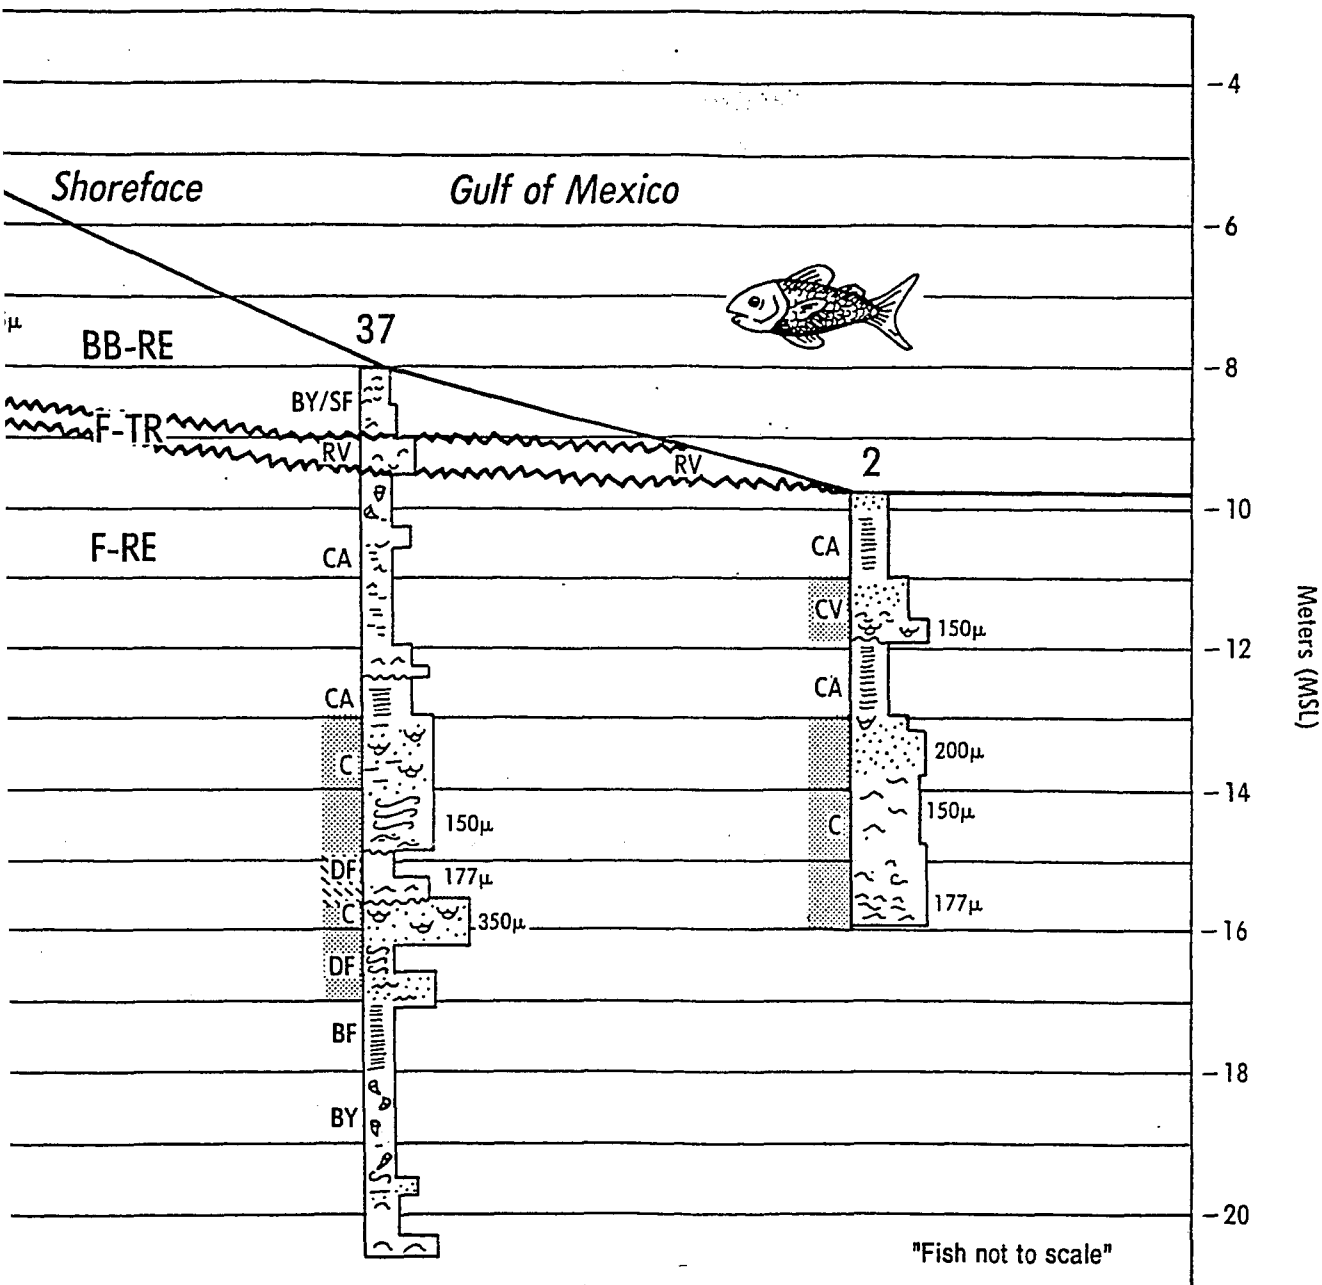 -4
Shoreface
Gulf of Mexico
-6
μ
BB-RE
37
-8
BY/SF
F-TR
RV
RV
2
-10
F-RE
CA
CA
CV
150μ
Meters (MSL)
-12
CA
CA
C
200μ
-14
150μ
150μ
C
DF
177μ
C
350μ
177μ
-16
DF
BF
-18
BY
-20
"Fish not to scale"